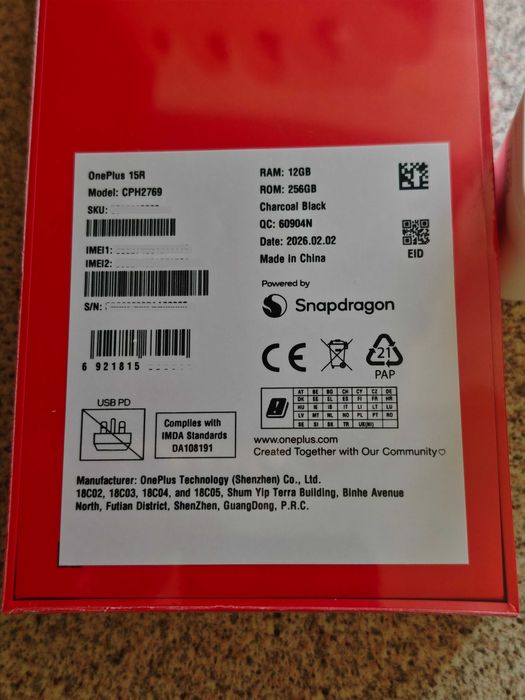 OnePlus 15R
Model: CPH2769
SKU:
IMEI1:
IMEI2:
S/N:
6 921815
RAM: 12GB
ROM: 256GB
Charcoal Black
QC: 60904N
Date: 2026.02.02
Made in China
EID
Powered by
Snapdragon
CE
21
PAP
USB PD
Complies with
IMDA Standards
DA108191
AT BE BG CH CY CZ DE
DK EE EL ES FI FR HR
HU IE IS IT LI LT LU
LV MT NL NO PL PT RO
SE SI SK TR UK(NI)
www.oneplus.com
Created Together with Our Community♡
Manufacturer: OnePlus Technology (Shenzhen) Co., Ltd.
18C02, 18C03, 18C04, and 18C05, Shum Yip Terra Building, Binhe Avenue
North, Futian District, ShenZhen, GuangDong, P.R.C.